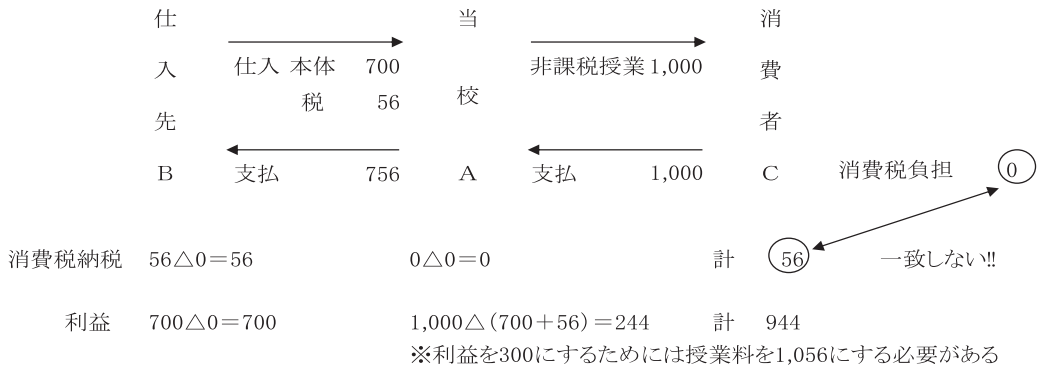 仕入先B
当校A
消費者C
仕入 本体 700
税 56
非課税授業 1,000
支払 756
支払 1,000
消費税負担 0
消費税納税 56△0＝56 0△0＝0 計 56 一致しない!!
利益 700△0＝700 1,000△(700＋56)＝244 計 944
※利益を300にするためには授業料を1,056にする必要がある